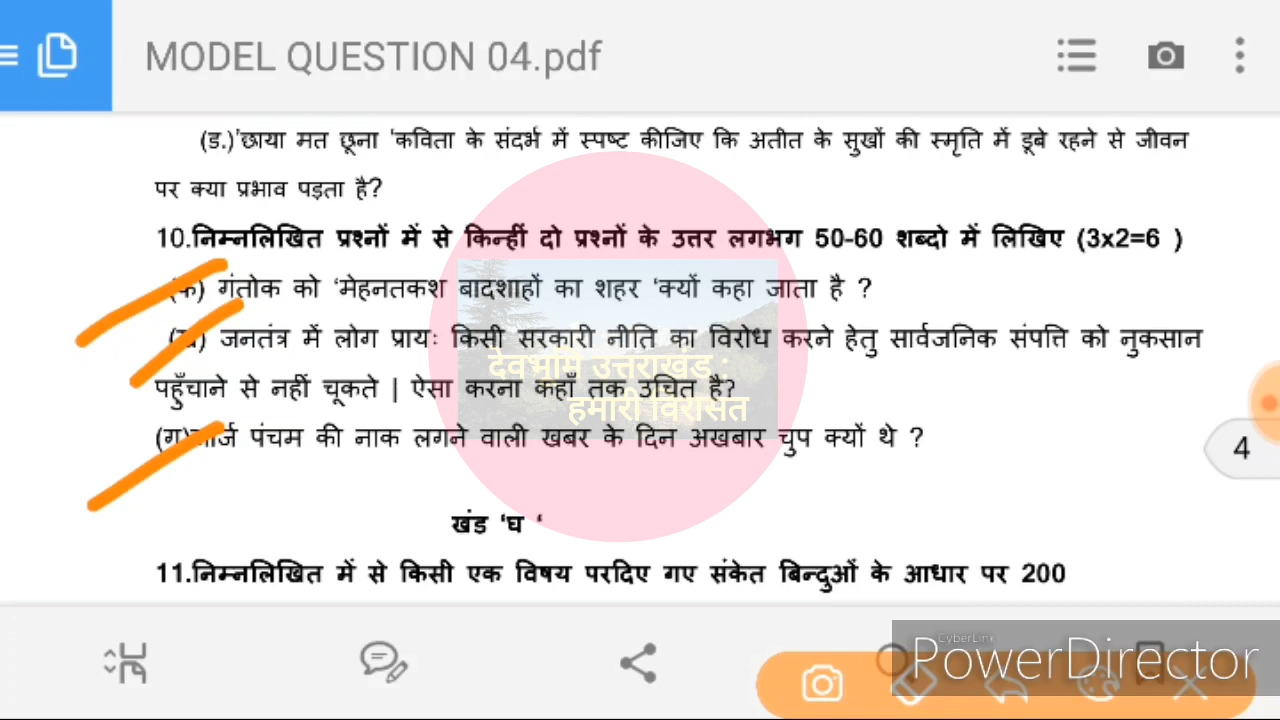 MODEL QUESTION 04.pdf
(ड.)'छाया मत छूना 'कविता के संदर्भ में स्पष्ट कीजिए कि अतीत के सुखों की स्मृति में डूबे रहने से जीवन
पर क्या प्रभाव पड़ता है?
10.निम्नलिखित प्रश्नों में से किन्हीं दो प्रश्नों के उत्तर लगभग 50-60 शब्दो में लिखिए (3x2=6 )
(क) गंतोक को 'मेहनतकश बादशाहों का शहर 'क्यों कहा जाता है ?
(ख) जनतंत्र में लोग प्रायः किसी सरकारी नीति का विरोध करने हेतु सार्वजनिक संपत्ति को नुकसान
देवभूमि उत्तराखंड :
पहुँचाने से नहीं चूकते | ऐसा करना कहाँ तक उचित है?
हमारी विरासत
(ग)जार्ज पंचम की नाक लगने वाली खबर के दिन अखबार चुप क्यों थे ?
4
खंड 'घ '
11.निम्नलिखित में से किसी एक विषय परदिए गए संकेत बिन्दुओं के आधार पर 200
CyberLink
PowerDirector